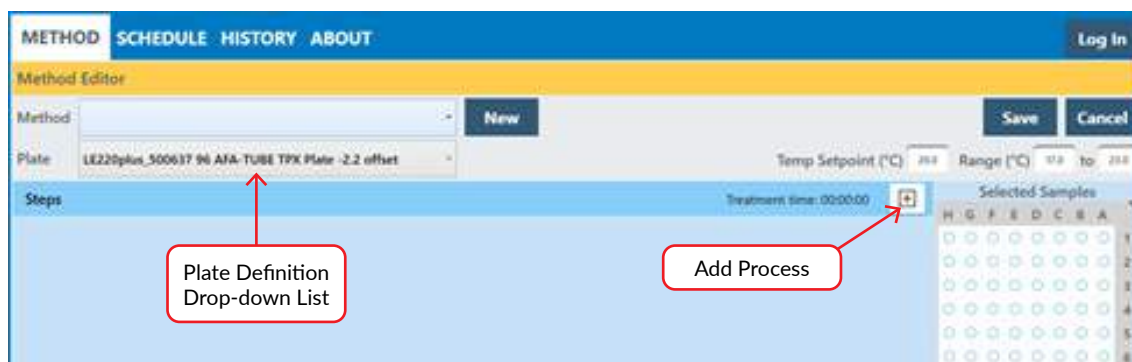 METHOD SCHEDULE HISTORY ABOUT Log In
Method Editor
Method New Save Cancel
Plate LE220plus_500637 96 AFA-TUBE TPX Plate -2.2 offset Temp Setpoint (°C) Range (°C) to
Steps Treatment time: 00:00:00 Selected Samples
H G F E D C B A
1
2
3
4
5
6
Plate Definition
Drop-down List
Add Process